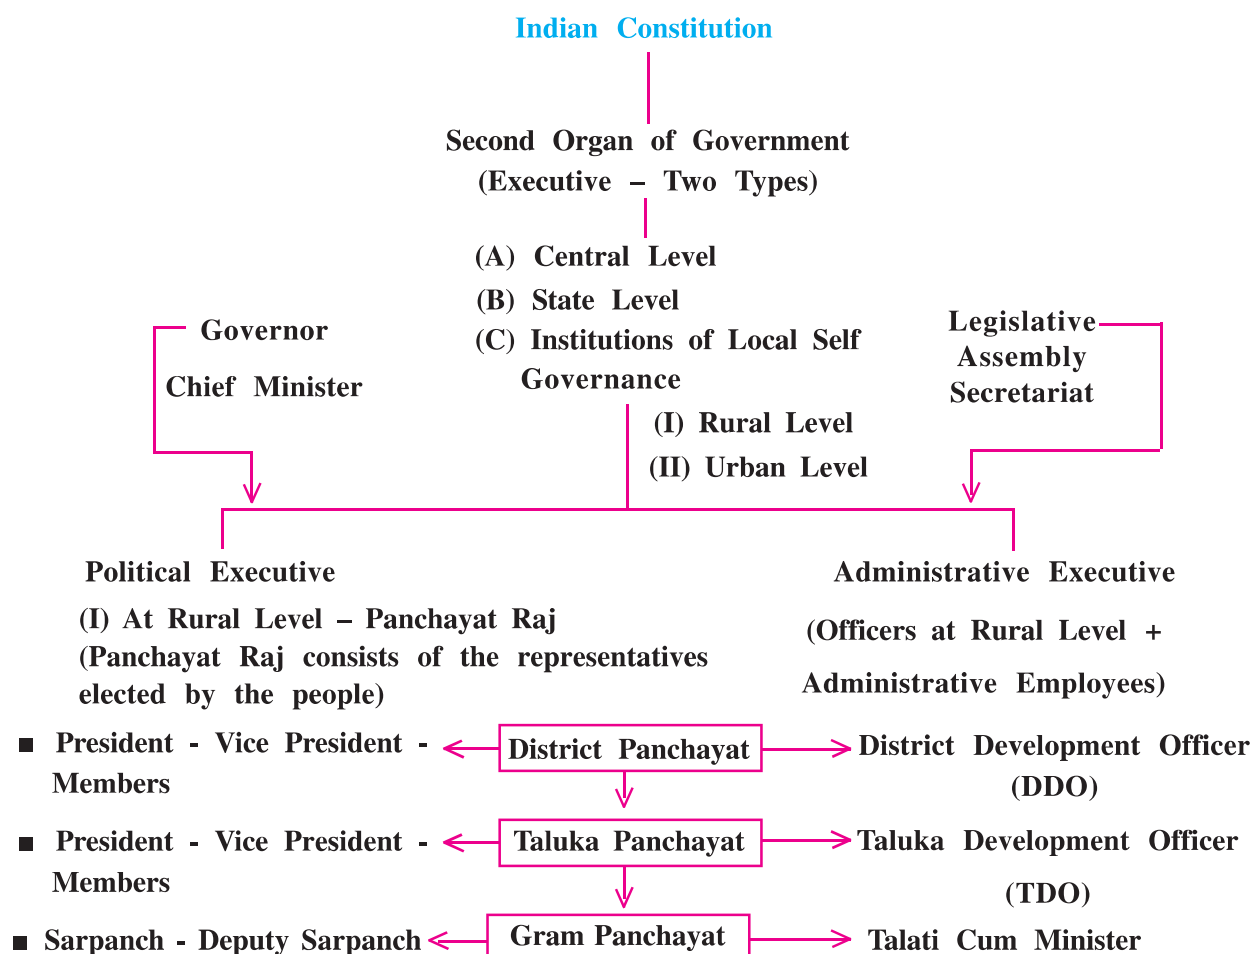 Indian Constitution
Second Organ of Government
(Executive – Two Types)
(A) Central Level
(B) State Level
(C) Institutions of Local Self
Governance
(I) Rural Level
(II) Urban Level
Governor
Chief Minister
Legislative
Assembly
Secretariat
Political Executive
(I) At Rural Level – Panchayat Raj
(Panchayat Raj consists of the representatives
elected by the people)
Administrative Executive
(Officers at Rural Level +
Administrative Employees)
■ President - Vice President -
Members
District Panchayat
District Development Officer
(DDO)
■ President - Vice President -
Members
Taluka Panchayat
Taluka Development Officer
(TDO)
■ Sarpanch - Deputy Sarpanch
Gram Panchayat
Talati Cum Minister